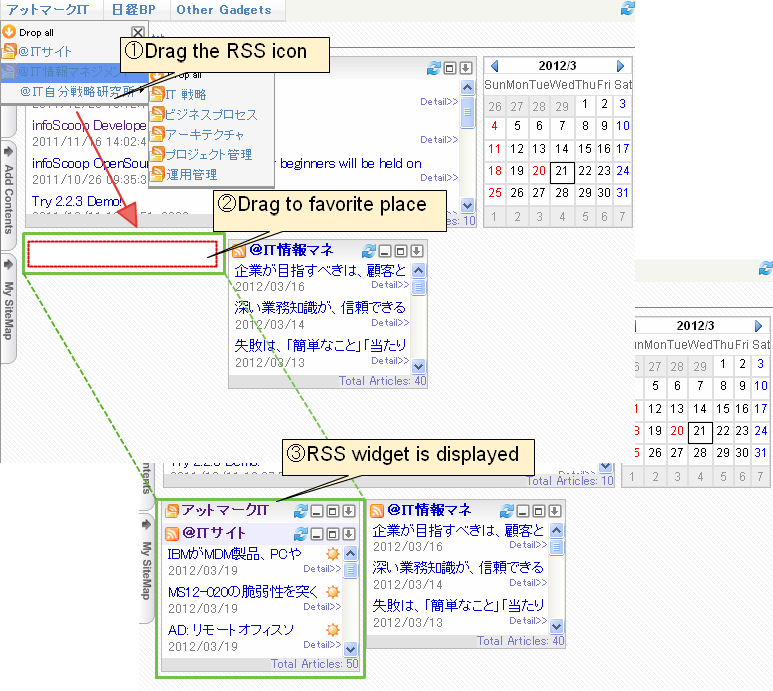 アットマークIT 日経BP Other Gadgets
Drop all
@ITサイト
@IT情報マネジメン
@IT自分戦略研究所
①Drag the RSS icon
IT 戦略
ビジネスプロセス
アーキテクチャ
プロジェクト管理
運用管理
Detail>>
infoScoop Develope
2011/11/16 14:02:4
Detail>>
infoScoop OpenSour
r beginners will be held on
2011/10/26 09:35:3
Detail>>
Try 2.2.3 Demo!
10
2012/3
Sun Mon Tue Wed Thu Fri Sat
26 27 28 29 1 2 3
4 5 6 7 8 9 10
11 12 13 14 15 16 17
18 19 20 21 22 23 24
25 26 27 28 29 30 31
1 2 3 4 5 6 7
Add Contents
My SiteMap
②Drag to favorite place
@IT情報マネ
企業が目指すべきは、顧客と
2012/03/16 Detail>>
深い業務知識が、信頼できる
2012/03/14 Detail>>
失敗は、「簡単なこと」「当たり
2012/03/13 Detail>>
Total Articles: 40
2012/3
Mon Tue Wed Thu Fri Sat
27 28 29 1 2 3
5 6 7 8 9 10
12 13 14 15 16 17
19 20 21 22 23 24
26 27 28 29 30 31
1 2 3 4 5 6 7
③RSS widget is displayed
Total Articles: 10
My SiteMap
アットマークIT
@ITサイト
IBMがMDM製品、PCや
2012/03/19 Detail>>
MS12-020の脆弱性を突く
2012/03/19 Detail>>
AD: リモートオフィスソ
2012/03/19 Detail>>
Total Articles: 50
@IT情報マネ
企業が目指すべきは、顧客と
2012/03/16 Detail>>
深い業務知識が、信頼できる
2012/03/14 Detail>>
失敗は、「簡単なこと」「当たり
2012/03/13 Detail>>
Total Articles: 40